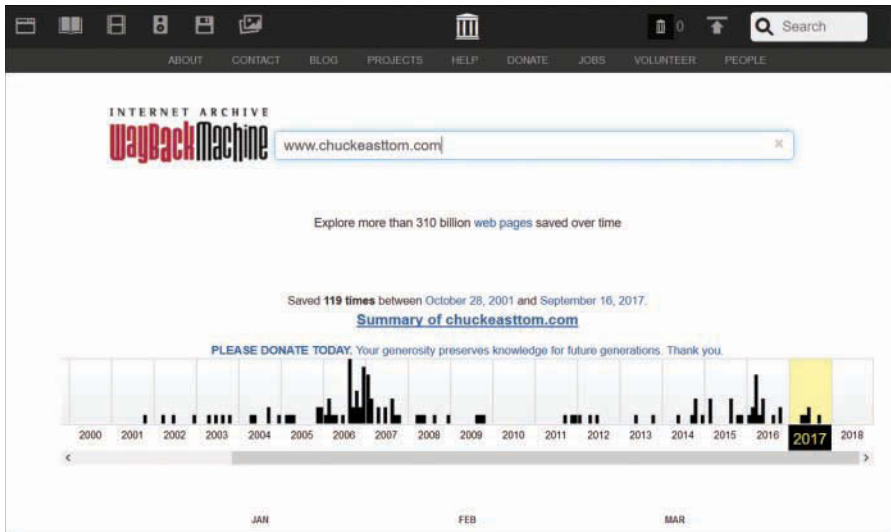 0
Search
ABOUT CONTACT BLOG PROJECTS HELP DONATE JOBS VOLUNTEER PEOPLE
INTERNET ARCHIVE
WayBackMachine
www.chuckeasttom.com
Explore more than 310 billion web pages saved over time
Saved 119 times between October 28, 2001 and September 16, 2017.
Summary of chuckeasttom.com
PLEASE DONATE TODAY. Your generosity preserves knowledge for future generations. Thank you.
2000 2001 2002 2003 2004 2005 2006 2007 2008 2009 2010 2011 2012 2013 2014 2015 2016 2017 2018
JAN FEB MAR